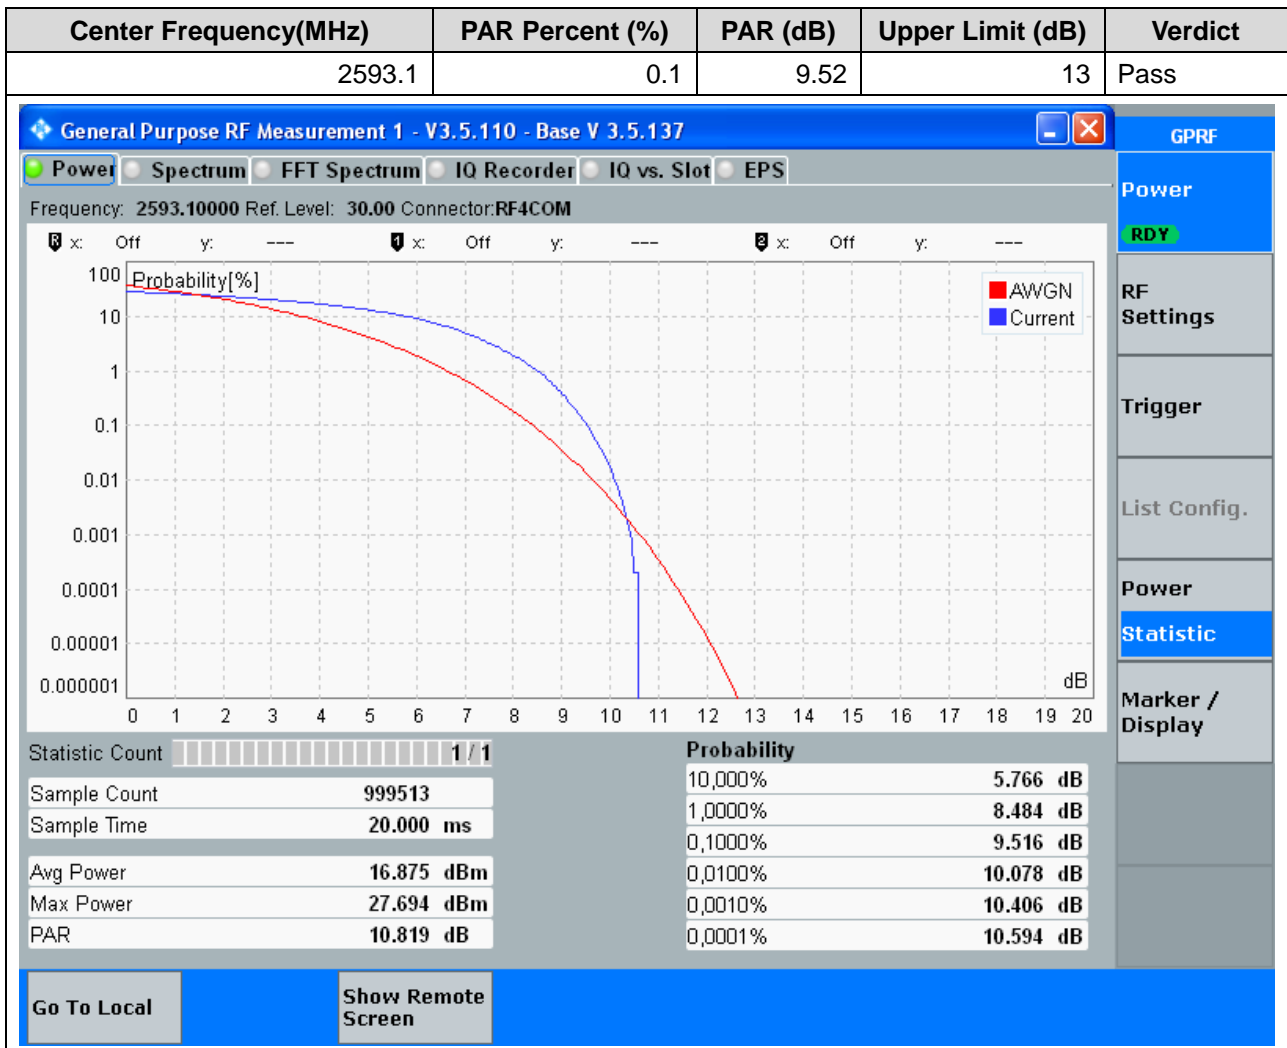 Center Frequency(MHz) PAR Percent (%) PAR (dB) Upper Limit (dB) Verdict
2593.1 0.1 9.52 13 Pass
General Purpose RF Measurement 1 - V3.5.110 - Base V 3.5.137
GPRF
Power Spectrum FFT Spectrum IQ Recorder IQ vs. Slot EPS
Power
RDY
Frequency: 2593.10000 Ref. Level: 30.00 Connector:RF4COM
R x: Off y: --- 1 x: Off y: --- 2 x: Off y: ---
Probability[%]
100
10
1
0.1
0.01
0.001
0.0001
0.00001
0.000001
AWGN
Current
dB
0 1 2 3 4 5 6 7 8 9 10 11 12 13 14 15 16 17 18 19 20
RF
Settings
Trigger
List Config.
Power
Statistic
Marker /
Display
Statistic Count 1 / 1
Sample Count 999513
Sample Time 20.000 ms
Avg Power 16.875 dBm
Max Power 27.694 dBm
PAR 10.819 dB
Probability
10,000% 5.766 dB
1,0000% 8.484 dB
0,1000% 9.516 dB
0,0100% 10.078 dB
0,0010% 10.406 dB
0,0001% 10.594 dB
Go To Local
Show Remote
Screen